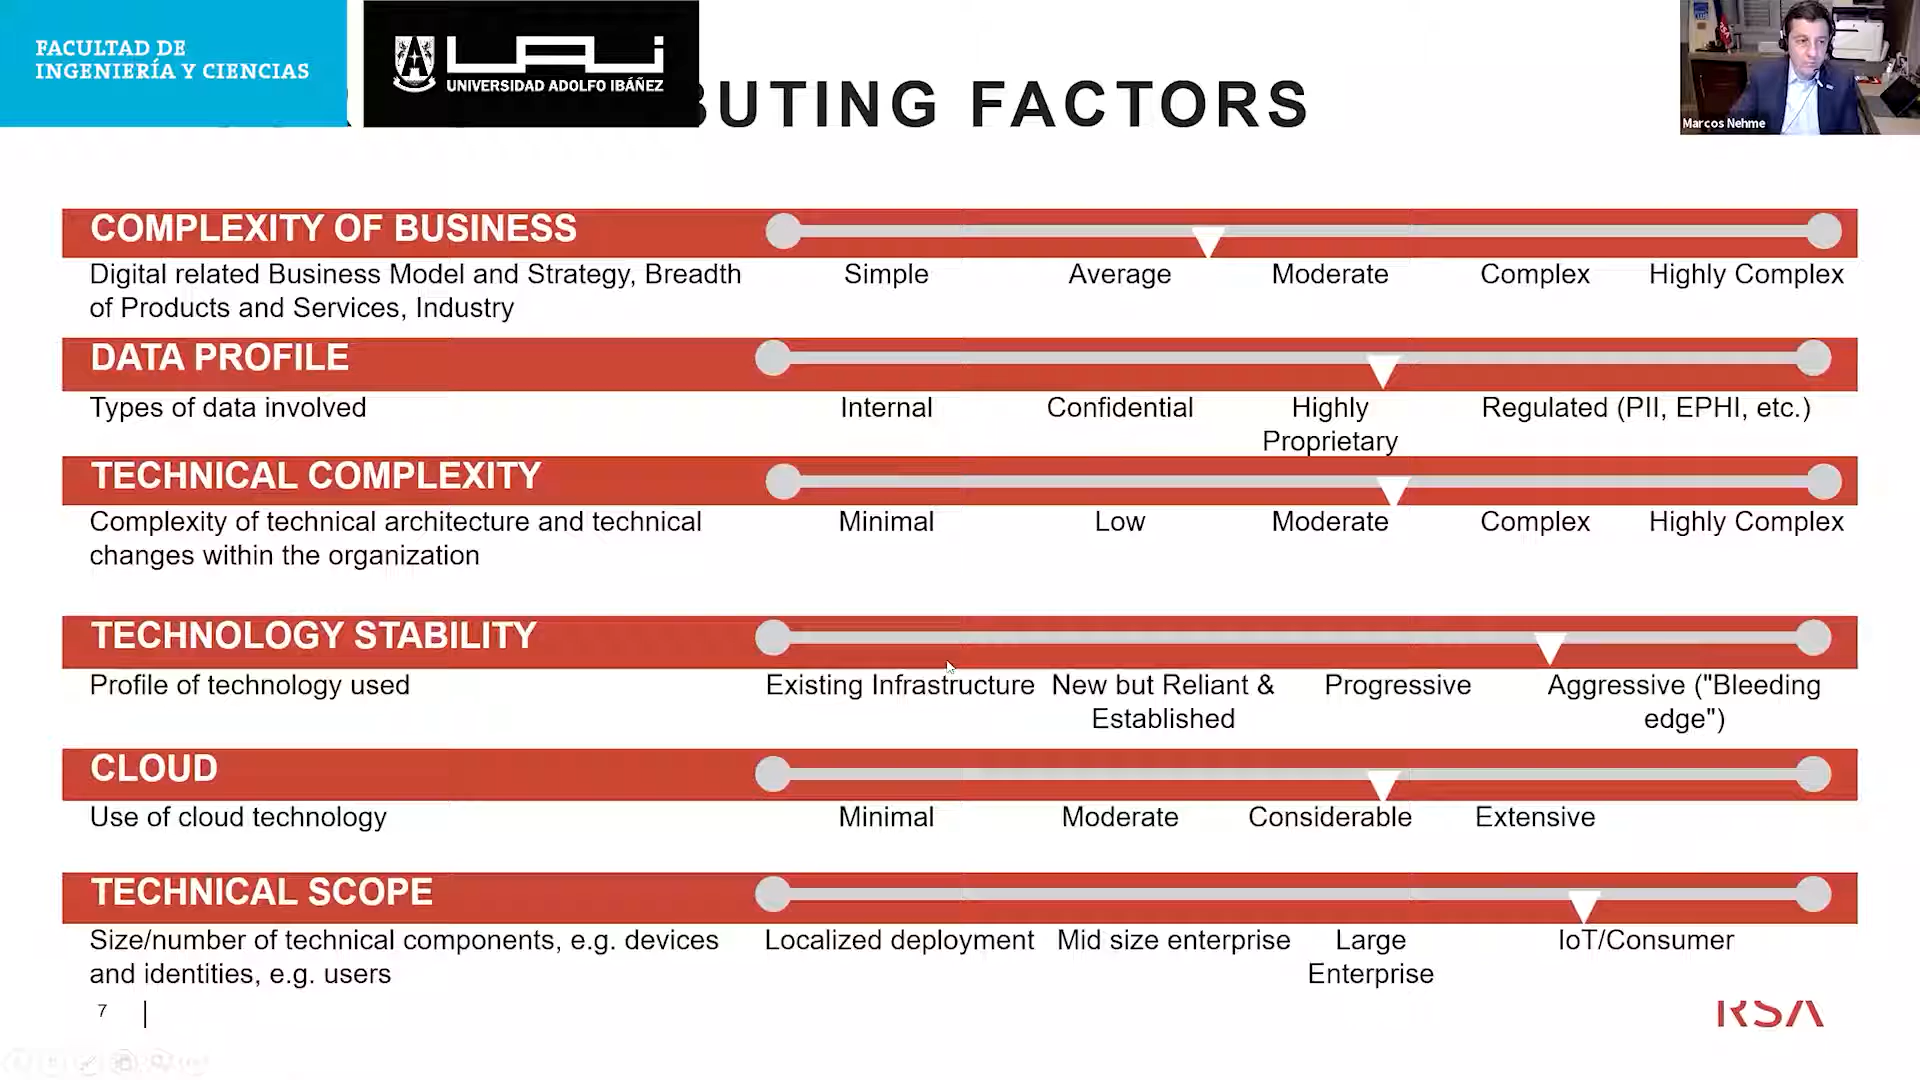 FACULTAD DE
INGENIERÍA Y CIENCIAS
UAI
UNIVERSIDAD ADOLFO IBÁÑEZ
FACTORS
Marcos Nehme
COMPLEXITY OF BUSINESS
Digital related Business Model and Strategy, Breadth
of Products and Services, Industry
Simple Average Moderate Complex Highly Complex
DATA PROFILE
Types of data involved
Internal Confidential Highly Regulated (PII, EPHI, etc.)
Proprietary
TECHNICAL COMPLEXITY
Complexity of technical architecture and technical
changes within the organization
Minimal Low Moderate Complex Highly Complex
TECHNOLOGY STABILITY
Profile of technology used
Existing Infrastructure New but Reliant & Progressive Aggressive ("Bleeding
Established edge")
CLOUD
Use of cloud technology
Minimal Moderate Considerable Extensive
TECHNICAL SCOPE
Size/number of technical components, e.g. devices
and identities, e.g. users
Localized deployment Mid size enterprise Large IoT/Consumer
Enterprise
7
RSA